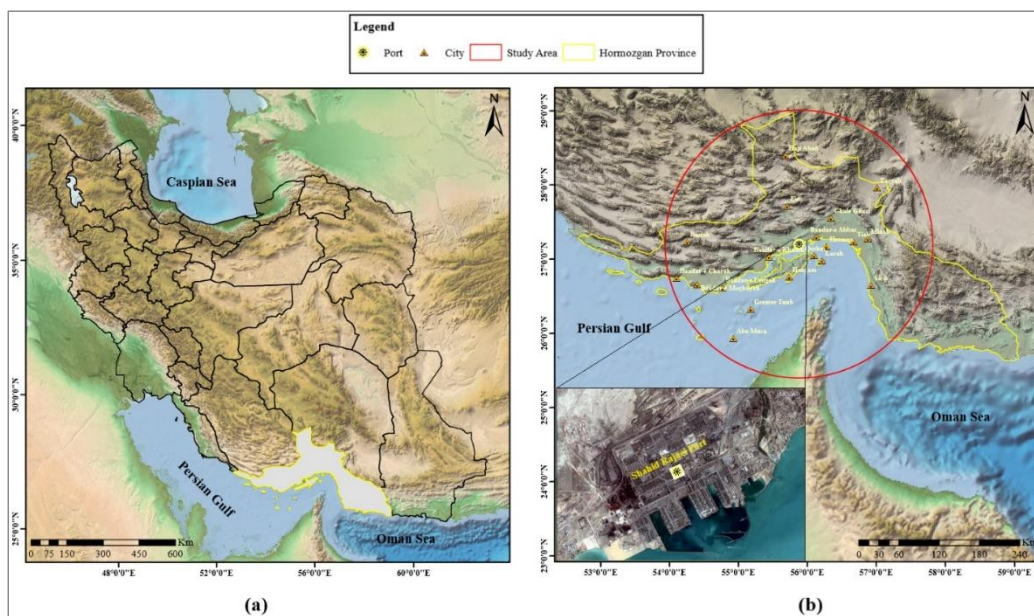 Legend
Port
City
Study Area
Hormozgan Province
N
Caspian Sea
Persian Gulf
Oman Sea
40°0'0"N
35°0'0"N
30°0'0"N
25°0'0"N
0 75 150 300 450 600
Km
48°0'0"E 52°0'0"E 56°0'0"E 60°0'0"E
(a)
N
29°0'0"N
28°0'0"N
27°0'0"N
26°0'0"N
25°0'0"N
24°0'0"N
23°0'0"N
Haji Abad
Bandar-e Abbas
Bandar-e Charak
Greater Tunb
Abu Musa
Persian Gulf
Oman Sea
Shahid Rajaee Port
0 30 60 120 180 240
Km
53°0'0"E 54°0'0"E 55°0'0"E 56°0'0"E 57°0'0"E 58°0'0"E 59°0'0"E
(b)